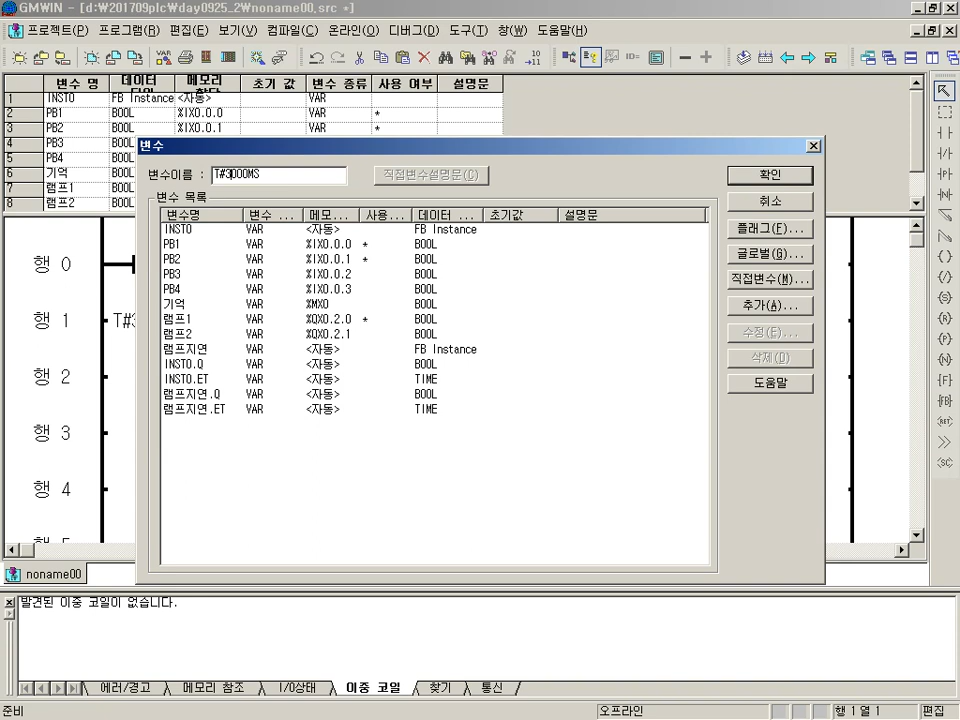 GMWIN - [d:₩201709plc₩day0925_2₩noname00.src *]
프로젝트(P) 프로그램(R) 편집(E) 보기(V) 컴파일(C) 온라인(O) 디버그(D) 도구(T) 창(W) 도움말(H)
변수 명 데이터 메모리 초기 값 변수 종류 사용 여부 설명문
1 INST0 FB Instance <자동> VAR
2 PB1 BOOL %IX0.0.0 VAR *
3 PB2 BOOL %IX0.0.1 VAR *
4 PB3 BOOL
5 PB4 BOOL
6 기억 BOOL
7 램프1 BOOL
8 램프2 BOOL
변수
변수이름 : T#3000MS 직접변수설명문(C) 확인
변수 목록 취소
변수명 변수 ... 메모... 사용... 데이터 ... 초기값 설명문
INST0 VAR <자동> FB Instance 플래그(F)...
PB1 VAR %IX0.0.0 * BOOL
PB2 VAR %IX0.0.1 * BOOL 글로벌(G)...
PB3 VAR %IX0.0.2 BOOL 직접변수(M)...
PB4 VAR %IX0.0.3 BOOL
기억 VAR %MX0 BOOL 추가(A)...
램프1 VAR %QX0.2.0 * BOOL
램프2 VAR %QX0.2.1 BOOL 수정(E)...
램프지연 VAR <자동> FB Instance
INST0.Q VAR <자동> BOOL 삭제(D)
INST0.ET VAR <자동> TIME 도움말
램프지연.Q VAR <자동> BOOL
램프지연.ET VAR <자동> TIME
행 0
행 1 T#3
행 2
행 3
행 4
noname00
발견된 이중 코일이 없습니다.
에러/경고 메모리 참조 I/O상태 이중 코일 찾기 통신
준비 오프라인 행 1 열 1 편집